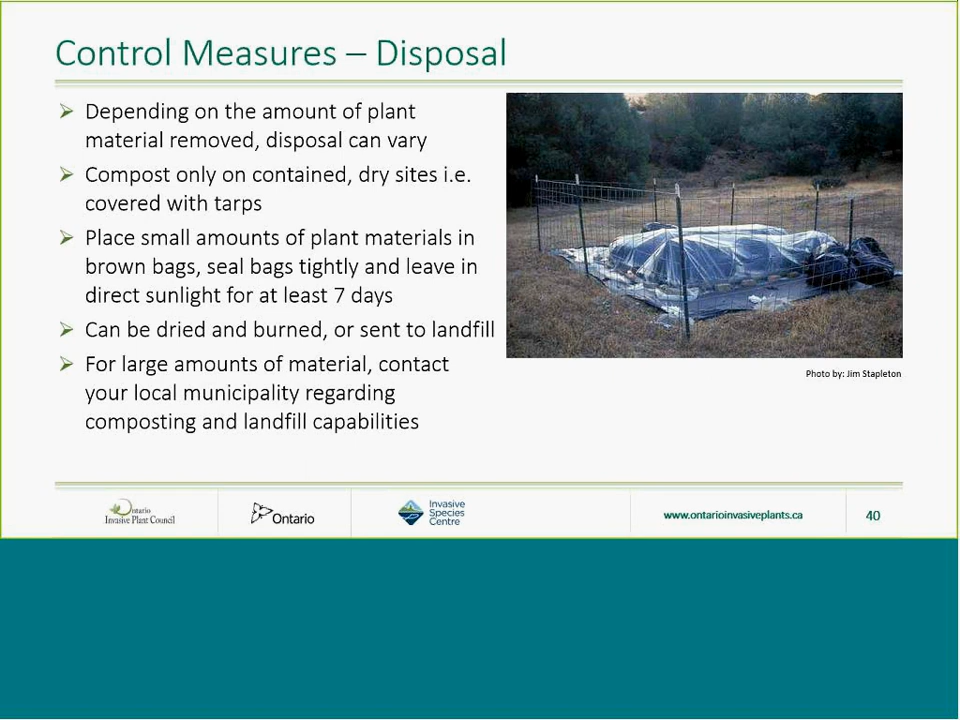 Control Measures – Disposal
Depending on the amount of plant
material removed, disposal can vary
Compost only on contained, dry sites i.e.
covered with tarps
Place small amounts of plant materials in
brown bags, seal bags tightly and leave in
direct sunlight for at least 7 days
Can be dried and burned, or sent to landfill
For large amounts of material, contact
your local municipality regarding
composting and landfill capabilities
Photo by: Jim Stapleton
Ontario
Invasive Plant Council
Ontario
Invasive
Species
Centre
www.ontarioinvasiveplants.ca
40